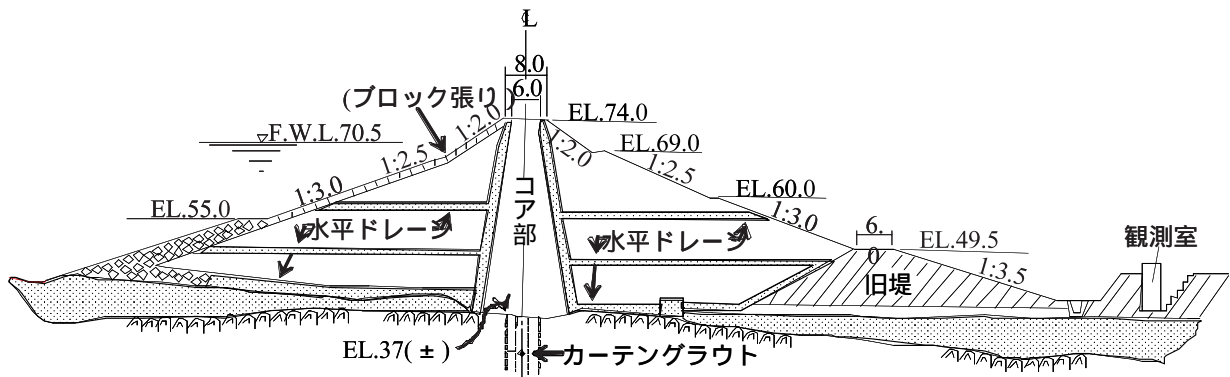 ℄
8.0
6.0
(ブロック張り)
EL.74.0
F.W.L.70.5
1:2.0
1:2.0
EL.69.0
1:2.5
1:2.5
1:3.0
EL.60.0
EL.55.0
1:3.0
コア部
水平ドレーン
水平ドレーン
6.0
EL.49.5
観測室
1:3.5
旧堤
EL.37(±)
カーテングラウト